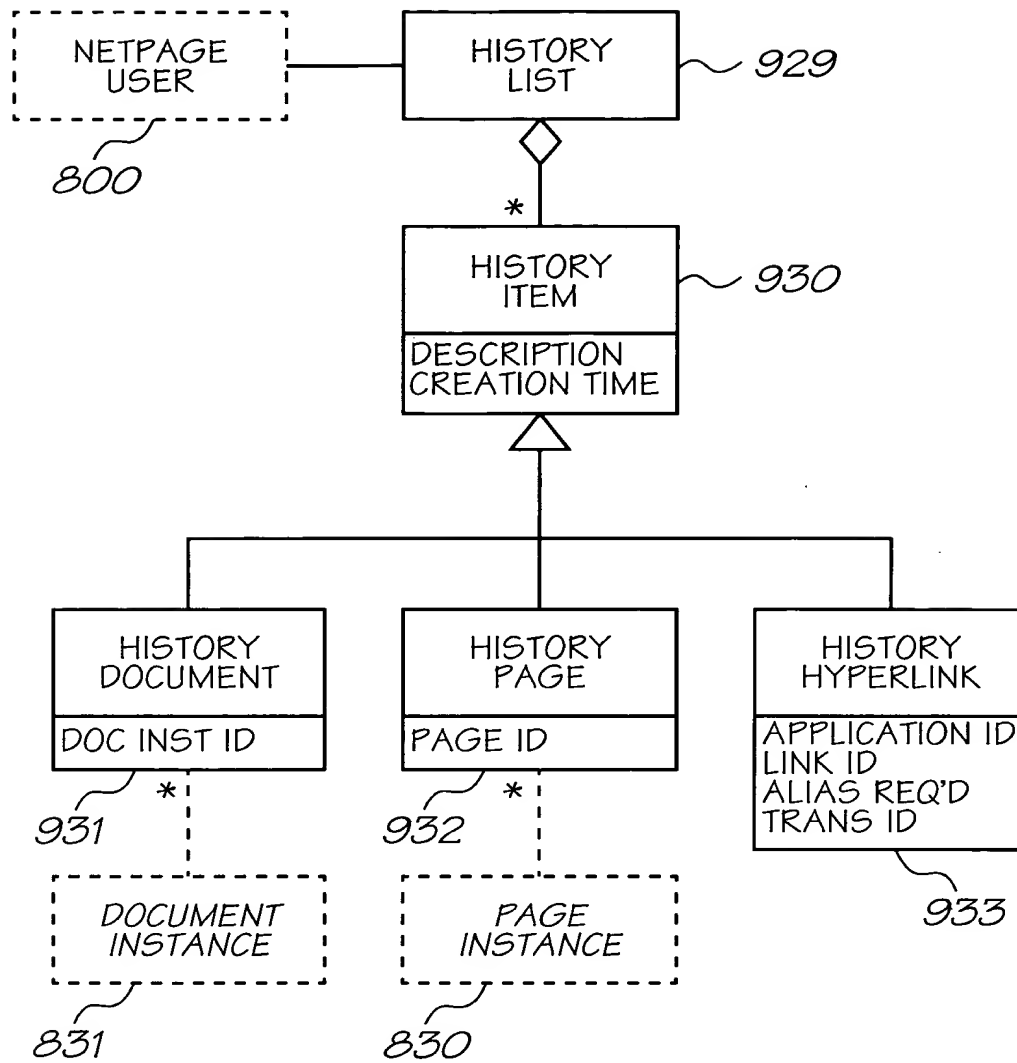 NETPAGE
USER
800
HISTORY
LIST
929
*
HISTORY
ITEM
930
DESCRIPTION
CREATION TIME
HISTORY
DOCUMENT
DOC INST ID
931
*
HISTORY
PAGE
PAGE ID
932
*
HISTORY
HYPERLINK
APPLICATION ID
LINK ID
ALIAS REQ'D
TRANS ID
933
DOCUMENT
INSTANCE
831
PAGE
INSTANCE
830